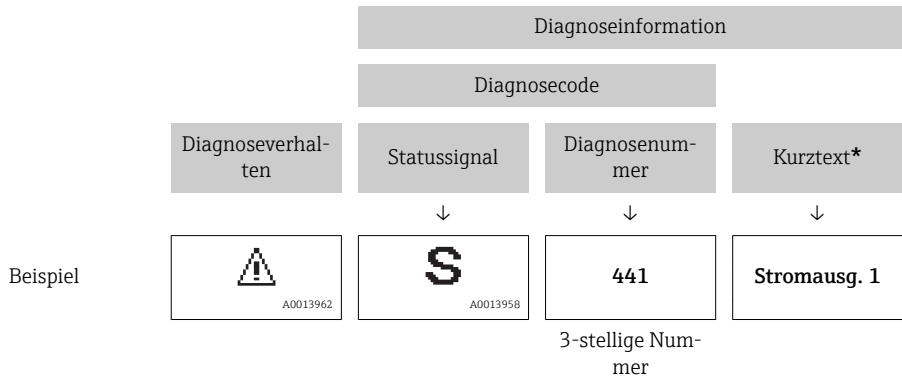 Diagnoseinformation
Diagnosecode
Diagnoseverhal-
ten
Statussignal
Diagnosenum-
mer
Kurztext*
↓ ↓ ↓
Beispiel
A0013962
S
A0013958
441
Stromausg. 1
3-stellige Num-
mer